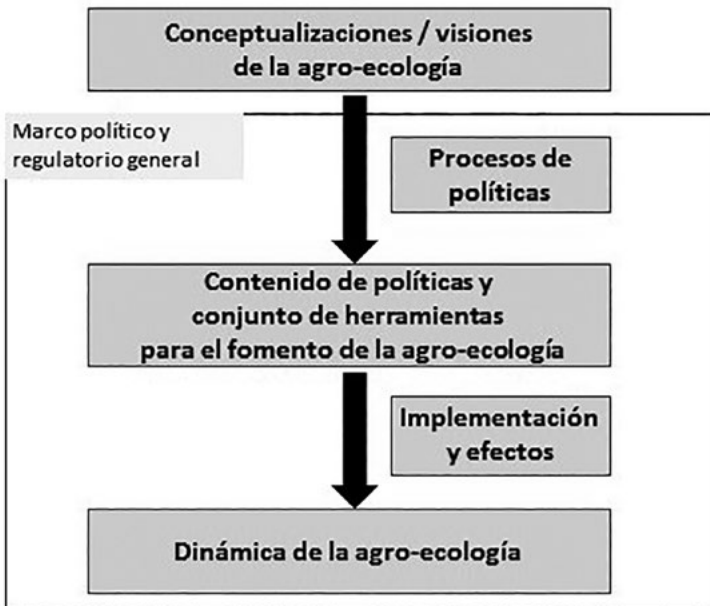 Conceptualizaciones / visiones
de la agro-ecología
Marco político y
regulatorio general
Procesos de
políticas
Contenido de políticas y
conjunto de herramientas
para el fomento de la agro-ecología
Implementación
y efectos
Dinámica de la agro-ecología